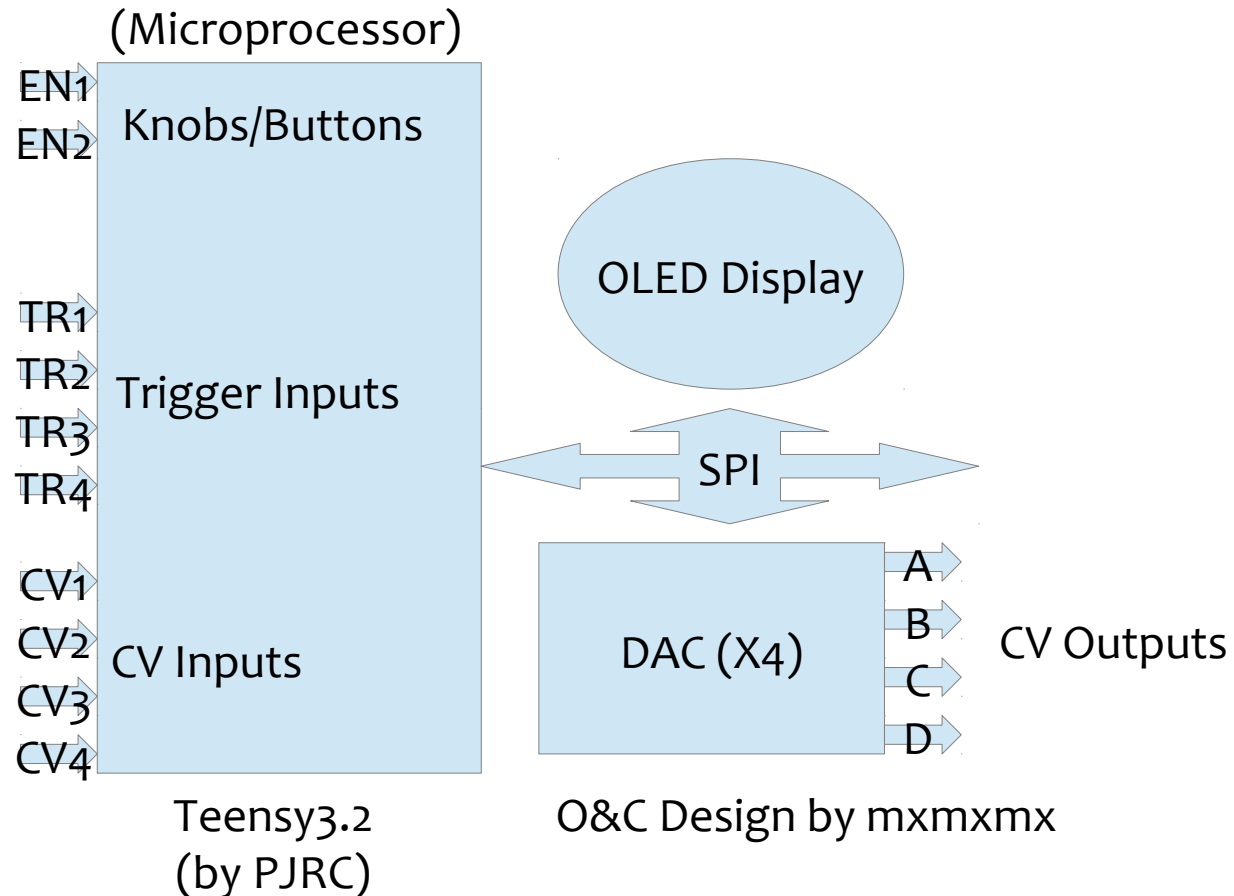 (Microprocessor)
EN1
EN2
Knobs/Buttons
TR1
TR2
TR3
TR4
Trigger Inputs
CV1
CV2
CV3
CV4
CV Inputs
OLED Display
SPI
DAC (X4)
A
B
C
D
CV Outputs
Teensy3.2
(by PJRC)
O&C Design by mxmxmx